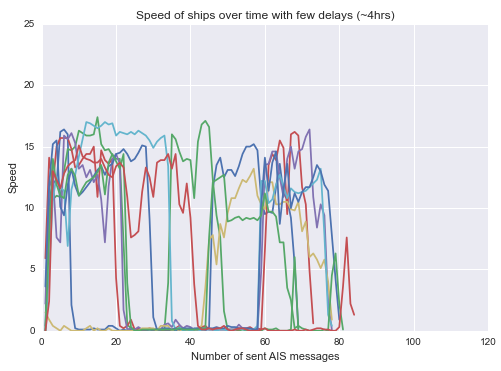 Speed of ships over time with few delays (~4hrs)
25
20
15
10
5
0
Speed
0 20 40 60 80 100 120
Number of sent AIS messages